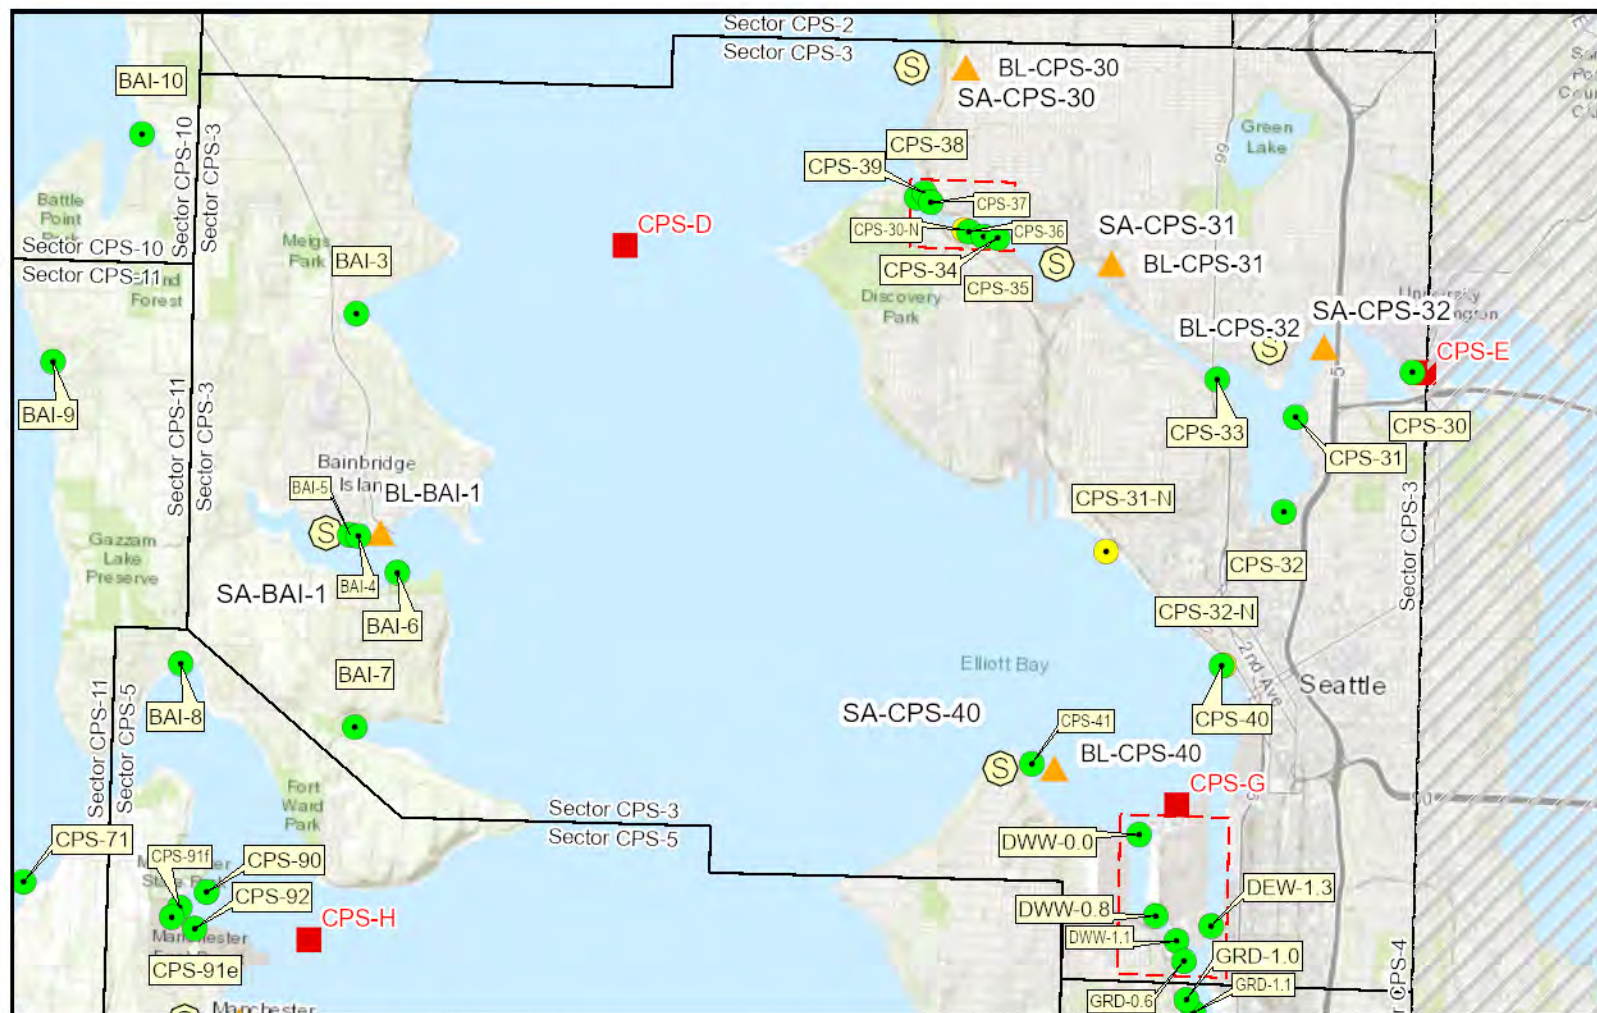 Sector CPS-2
Sector CPS-3
BAI-10
S
BL-CPS-30
SA-CPS-30
Sector CPS-10
Sector CPS-3
99
Green
Lake
CPS-38
CPS-39
CPS-37
Battle
Point
CPS-30-N
CPS-36
SA-CPS-31
CPS-D
Meigs
Park
BAI-3
Sector CPS-10
Sector CPS-11
Forest
CPS-34
CPS-35
S
BL-CPS-31
Discovery
Park
SA-CPS-32
BL-CPS-32
S
CPS-E
5
BAI-9
Sector CPS-11
Sector CPS-3
CPS-33
CPS-30
CPS-31
Bainbridge
BAI-5
BL-BAI-1
CPS-31-N
S
Gazzam
Lake
Preserve
SA-BAI-1
BAI-4
CPS-32
Sector CPS-3
BAI-6
CPS-32-N
2nd Ave
Elliott Bay
Seattle
BAI-7
BAI-8
SA-CPS-40
CPS-41
CPS-40
Sector CPS-11
Sector CPS-5
S
BL-CPS-40
CPS-G
Fort
Ward
Park
Sector CPS-3
Sector CPS-5
CPS-71
CPS-91f
CPS-90
CPS-92
DWW-0.0
DEW-1.3
DWW-0.8
CPS-H
DWW-1.1
Manchester
CPS-91e
GRD-1.0
GRD-1.1
GRD-0.6
Manchester